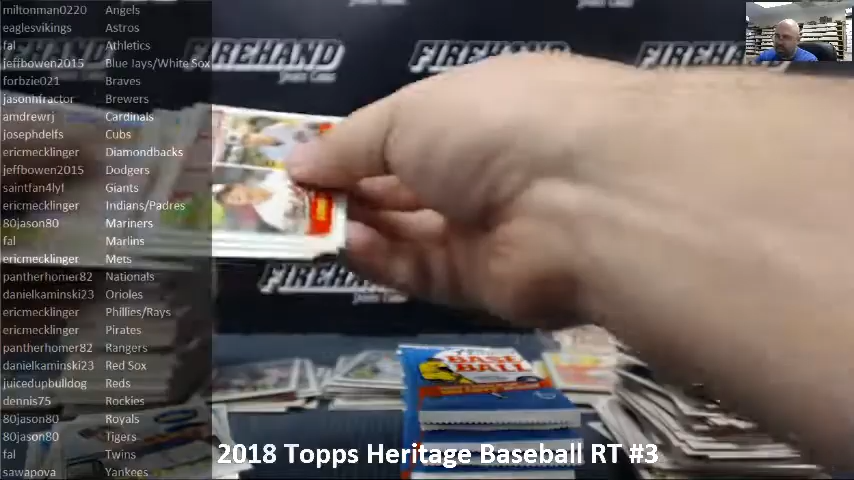 miltonman0220 Angels
eaglesvikings Astros
fal Athletics
jeffbowen2015 Blue Jays/White Sox
forbzie021 Braves
jasonhfractor Brewers
amdrewrj Cardinals
josephdelfs Cubs
ericmecklinger Diamondbacks
jeffbowen2015 Dodgers
saintfan4lyf Giants
ericmecklinger Indians/Padres
80jason80 Mariners
fal Marlins
ericmecklinger Mets
pantherhomer82 Nationals
danielkaminski23 Orioles
ericmecklinger Phillies/Rays
ericmecklinger Pirates
pantherhomer82 Rangers
danielkaminski23 Red Sox
juicedupbulldog Reds
dennis75 Rockies
80jason80 Royals
80jason80 Tigers
fal Twins
sawapova Yankees
FIREHAND
FIREHAND
FIREHAND
FIREHAND
BASE
BALL
2018 Topps Heritage Baseball RT #3